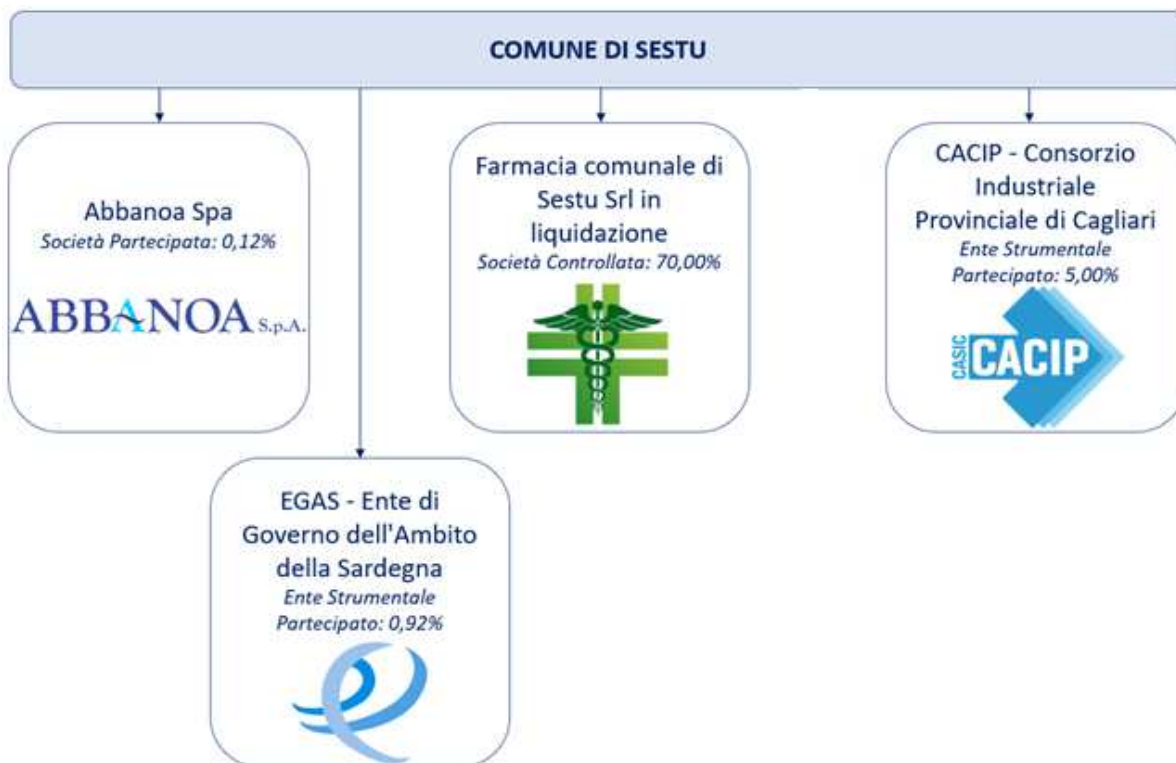 COMUNE DI SESTU
Abbanoa Spa
Società Partecipata: 0,12%
ABBANOA S.p.A.
Farmacia comunale di
Sestu Srl in
liquidazione
Società Controllata: 70,00%
CACIP - Consorzio
Industriale
Provinciale di Cagliari
Ente Strumentale
Partecipato: 5,00%
CASIC
CACIP
EGAS - Ente di
Governo dell'Ambito
della Sardegna
Ente Strumentale
Partecipato: 0,92%